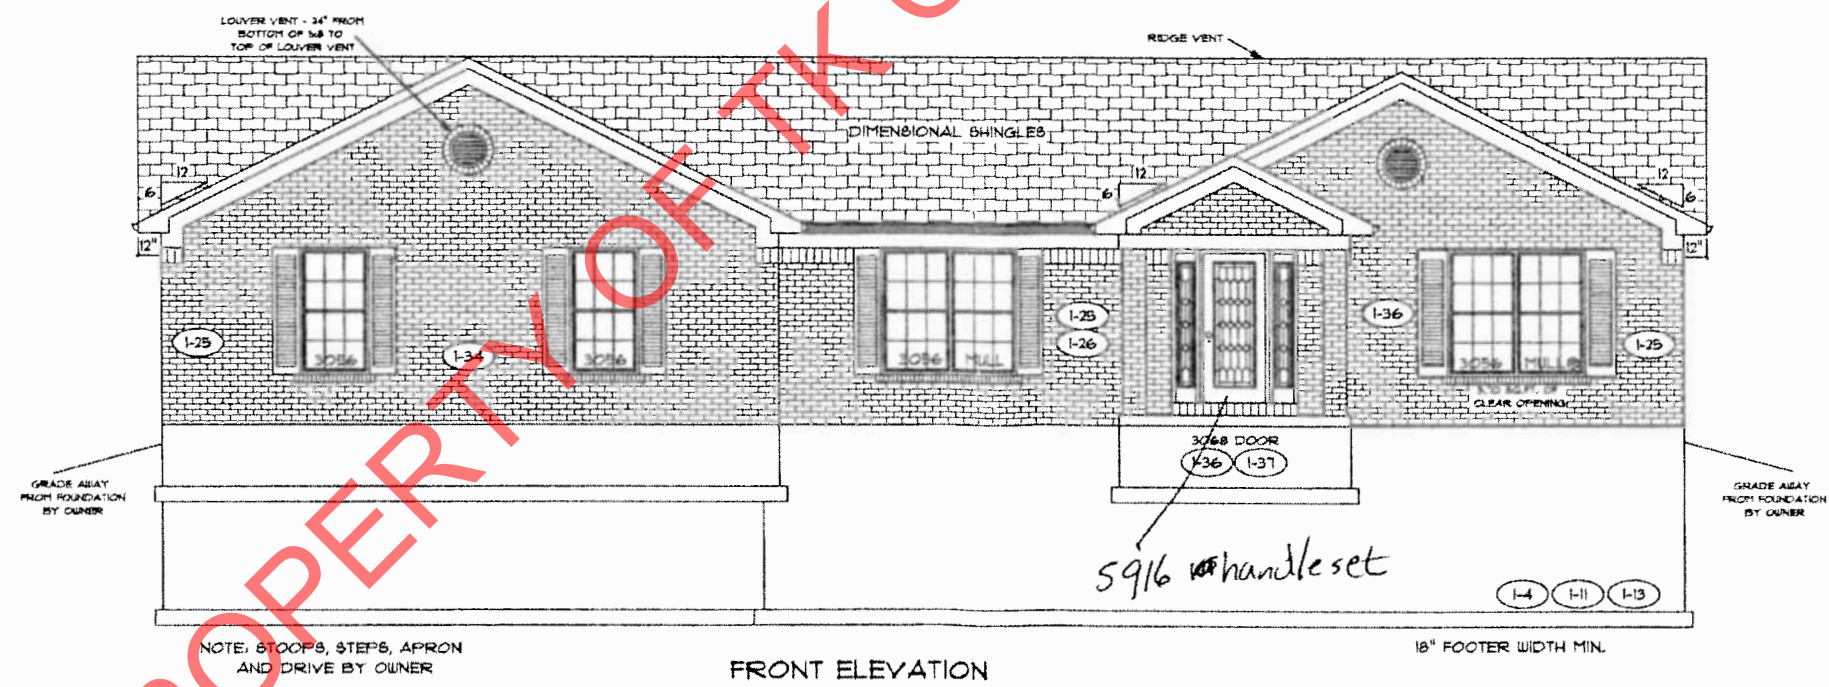 LOUVER VENT - 24" FROM
BOTTOM OF SUB TO
TOP OF LOUVER VENT
RIDGE VENT
DIMENSIONAL SHINGLES
12
6
12"
12
6
12
6
12"
PROPERTY OF TK
1-25
1-34
3056
3056
3056 MULL
1-25
1-26
1-36
1-25
3056 MULL
CLEAR OPENING
3068 DOOR
1-36 1-37
GRADE AWAY
FROM FOUNDATION
BY OWNER
GRADE AWAY
FROM FOUNDATION
BY OWNER
5916 handleset
1-4 1-11 1-13
NOTE: STOOPS, STEPS, APRON
AND DRIVE BY OWNER
FRONT ELEVATION
18" FOOTER WIDTH MIN.